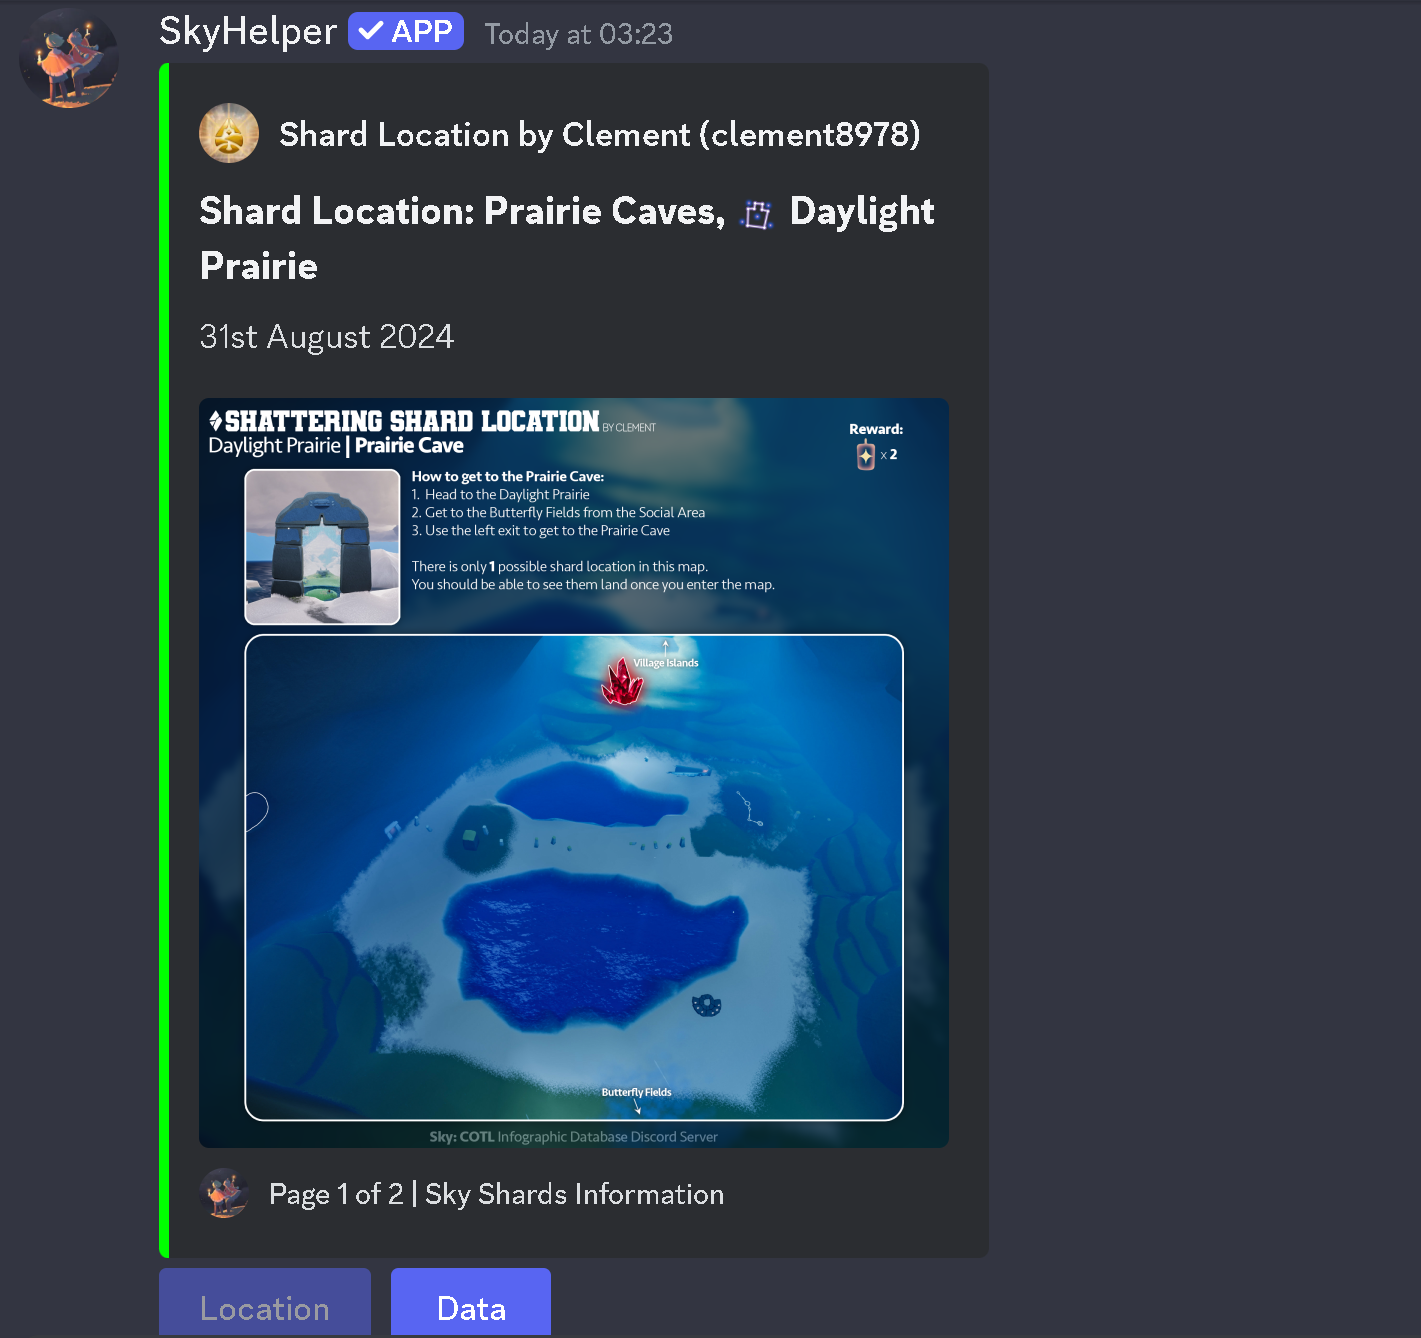 SkyHelper APP Today at 03:23
Shard Location by Clement (clement8978)
Shard Location: Prairie Caves, Daylight
Prairie
31st August 2024
SHATTERING SHARD LOCATION BY CLEMENT
Daylight Prairie | Prairie Cave
Reward:
x 2
How to get to the Prairie Cave:
1. Head to the Daylight Prairie
2. Get to the Butterfly Fields from the Social Area
3. Use the left exit to get to the Prairie Cave
There is only 1 possible shard location in this map.
You should be able to see them land once you enter the map.
Village Islands
Butterfly Fields
Sky: COTL Infographic Database Discord Server
Page 1 of 2 | Sky Shards Information
Location Data